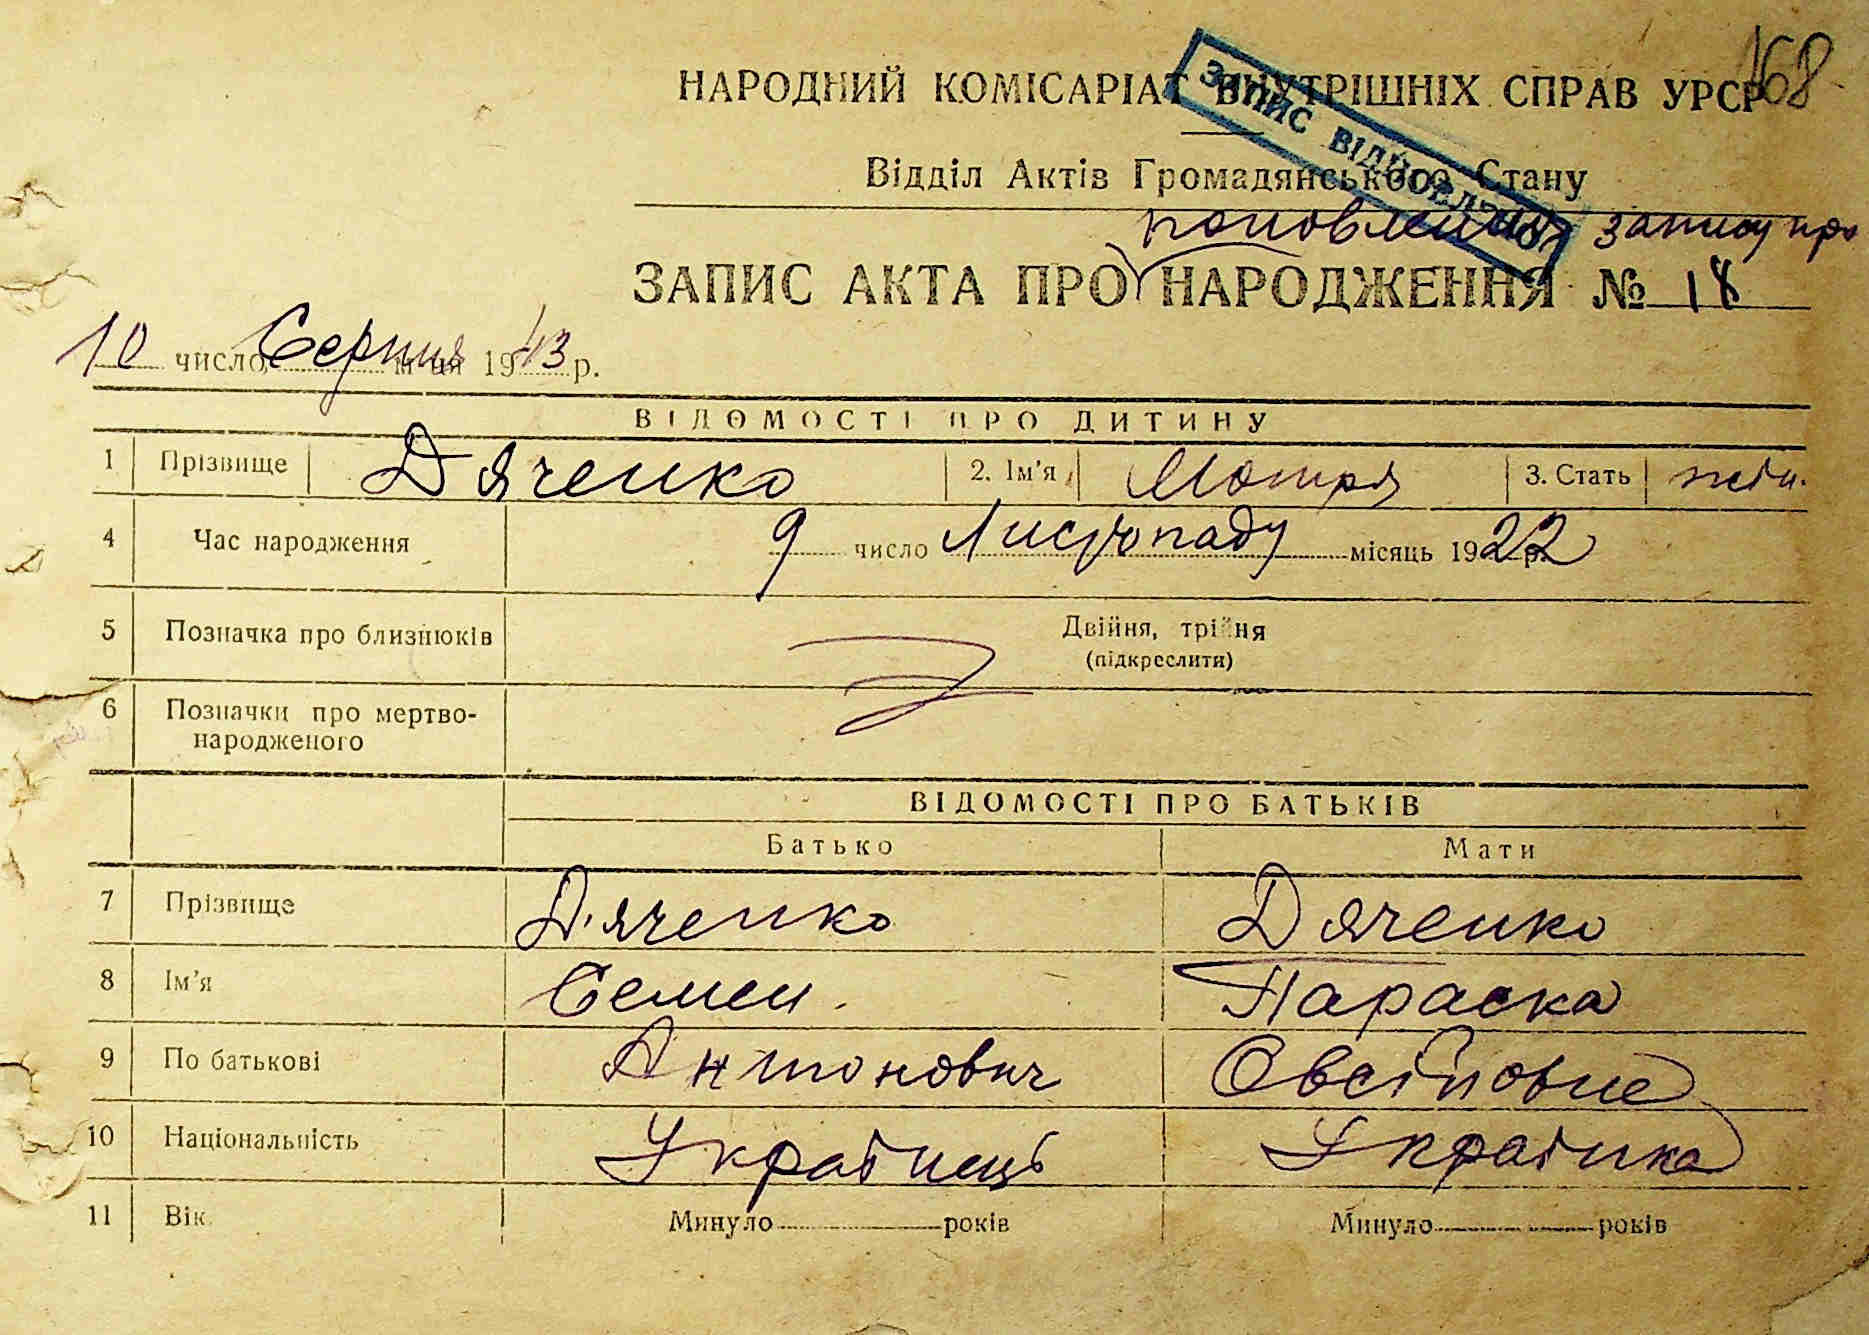 168
НАРОДНИЙ КОМІСАРІАТ ВНУТРІШНІХ СПРАВ УРСР
ЗАПИС ВІДНОВЛЕНО
Відділ Актів Громадянського Стану
поновлення запису про
ЗАПИС АКТА ПРО НАРОДЖЕННЯ № 18
10 число Серпня м-ця 1943 р.
ВІДОМОСТІ ПРО ДИТИНУ
1 Прізвище Дяченко 2. Ім'я Мотря 3. Стать жін.
4 Час народження 9 число Листопаду місяць 1922 р.
5 Позначка про близнюків Двійня, трійня
(підкреслити)
6 Позначки про мертво-
народженого
ВІДОМОСТІ ПРО БАТЬКІВ
Батько Мати
7 Прізвище Дяченко Дяченко
8 Ім'я Семен. Параска
9 По батькові Антонович Овсіповне
10 Національність Українець Українка
11 Вік Минуло років Минуло років